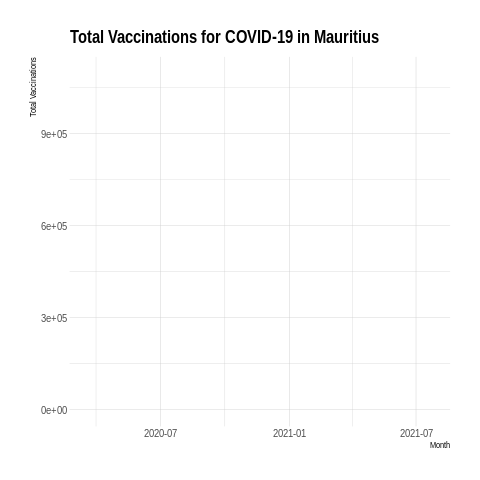 Total Vaccinations for COVID-19 in Mauritius
Total Vaccinations
9e+05
6e+05
3e+05
0e+00
2020-07 2021-01 2021-07
Month